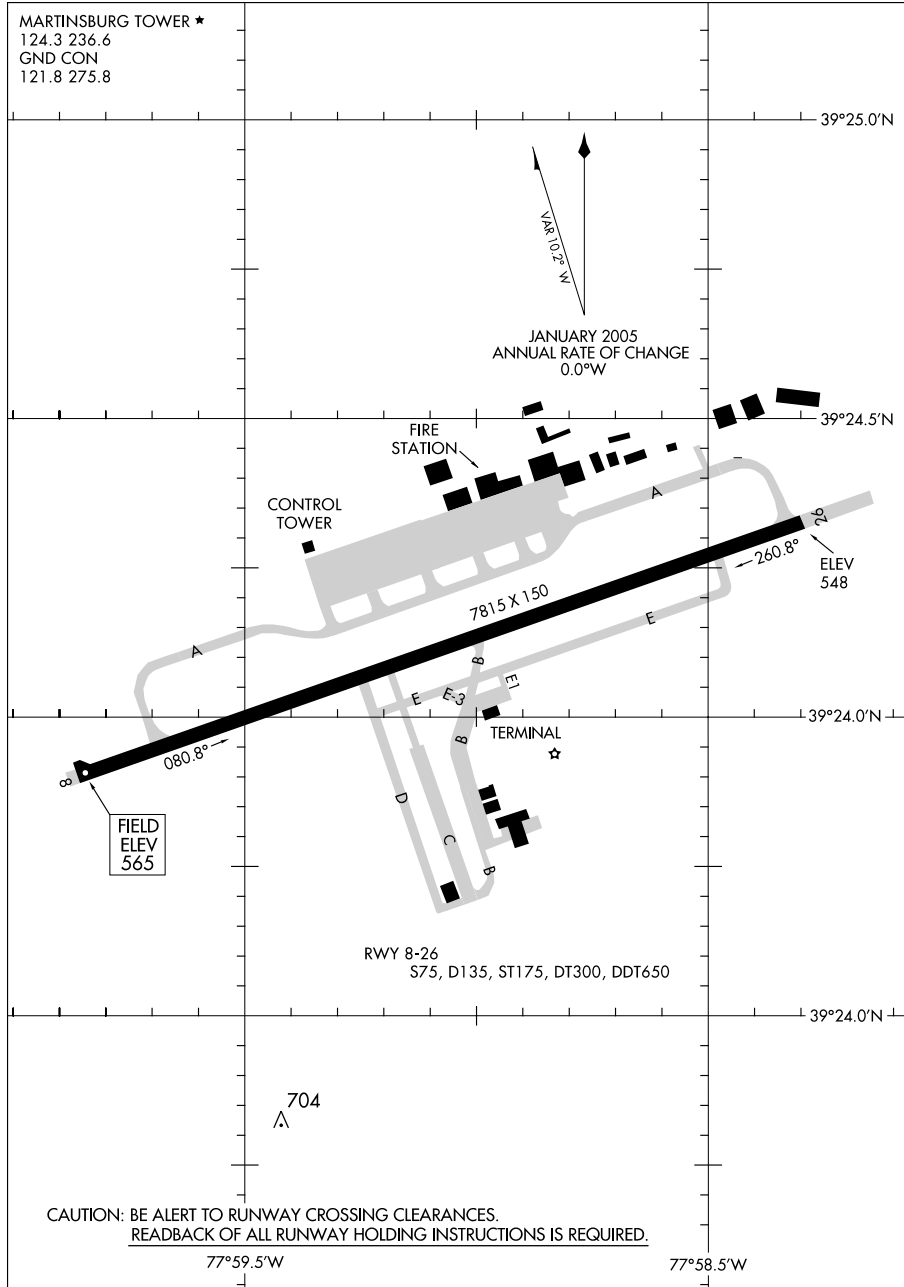 MARTINSBURG TOWER
124.3 236.6
GND CON
121.8 275.8
39°25.0'N
VAR 10.2° W
JANUARY 2005
ANNUAL RATE OF CHANGE
0.0°W
39°24.5'N
FIRE
STATION
CONTROL
TOWER
A
I
26
260.8°
ELEV
548
7815 X 150
A
E
B
E
E-3
E1
39°24.0'N
B
TERMINAL
080.8°
8
FIELD
ELEV
565
D
C
B
RWY 8-26
S75, D135, ST175, DT300, DDT650
39°24.0'N
704
CAUTION: BE ALERT TO RUNWAY CROSSING CLEARANCES.
READBACK OF ALL RUNWAY HOLDING INSTRUCTIONS IS REQUIRED.
77°59.5'W
77°58.5'W